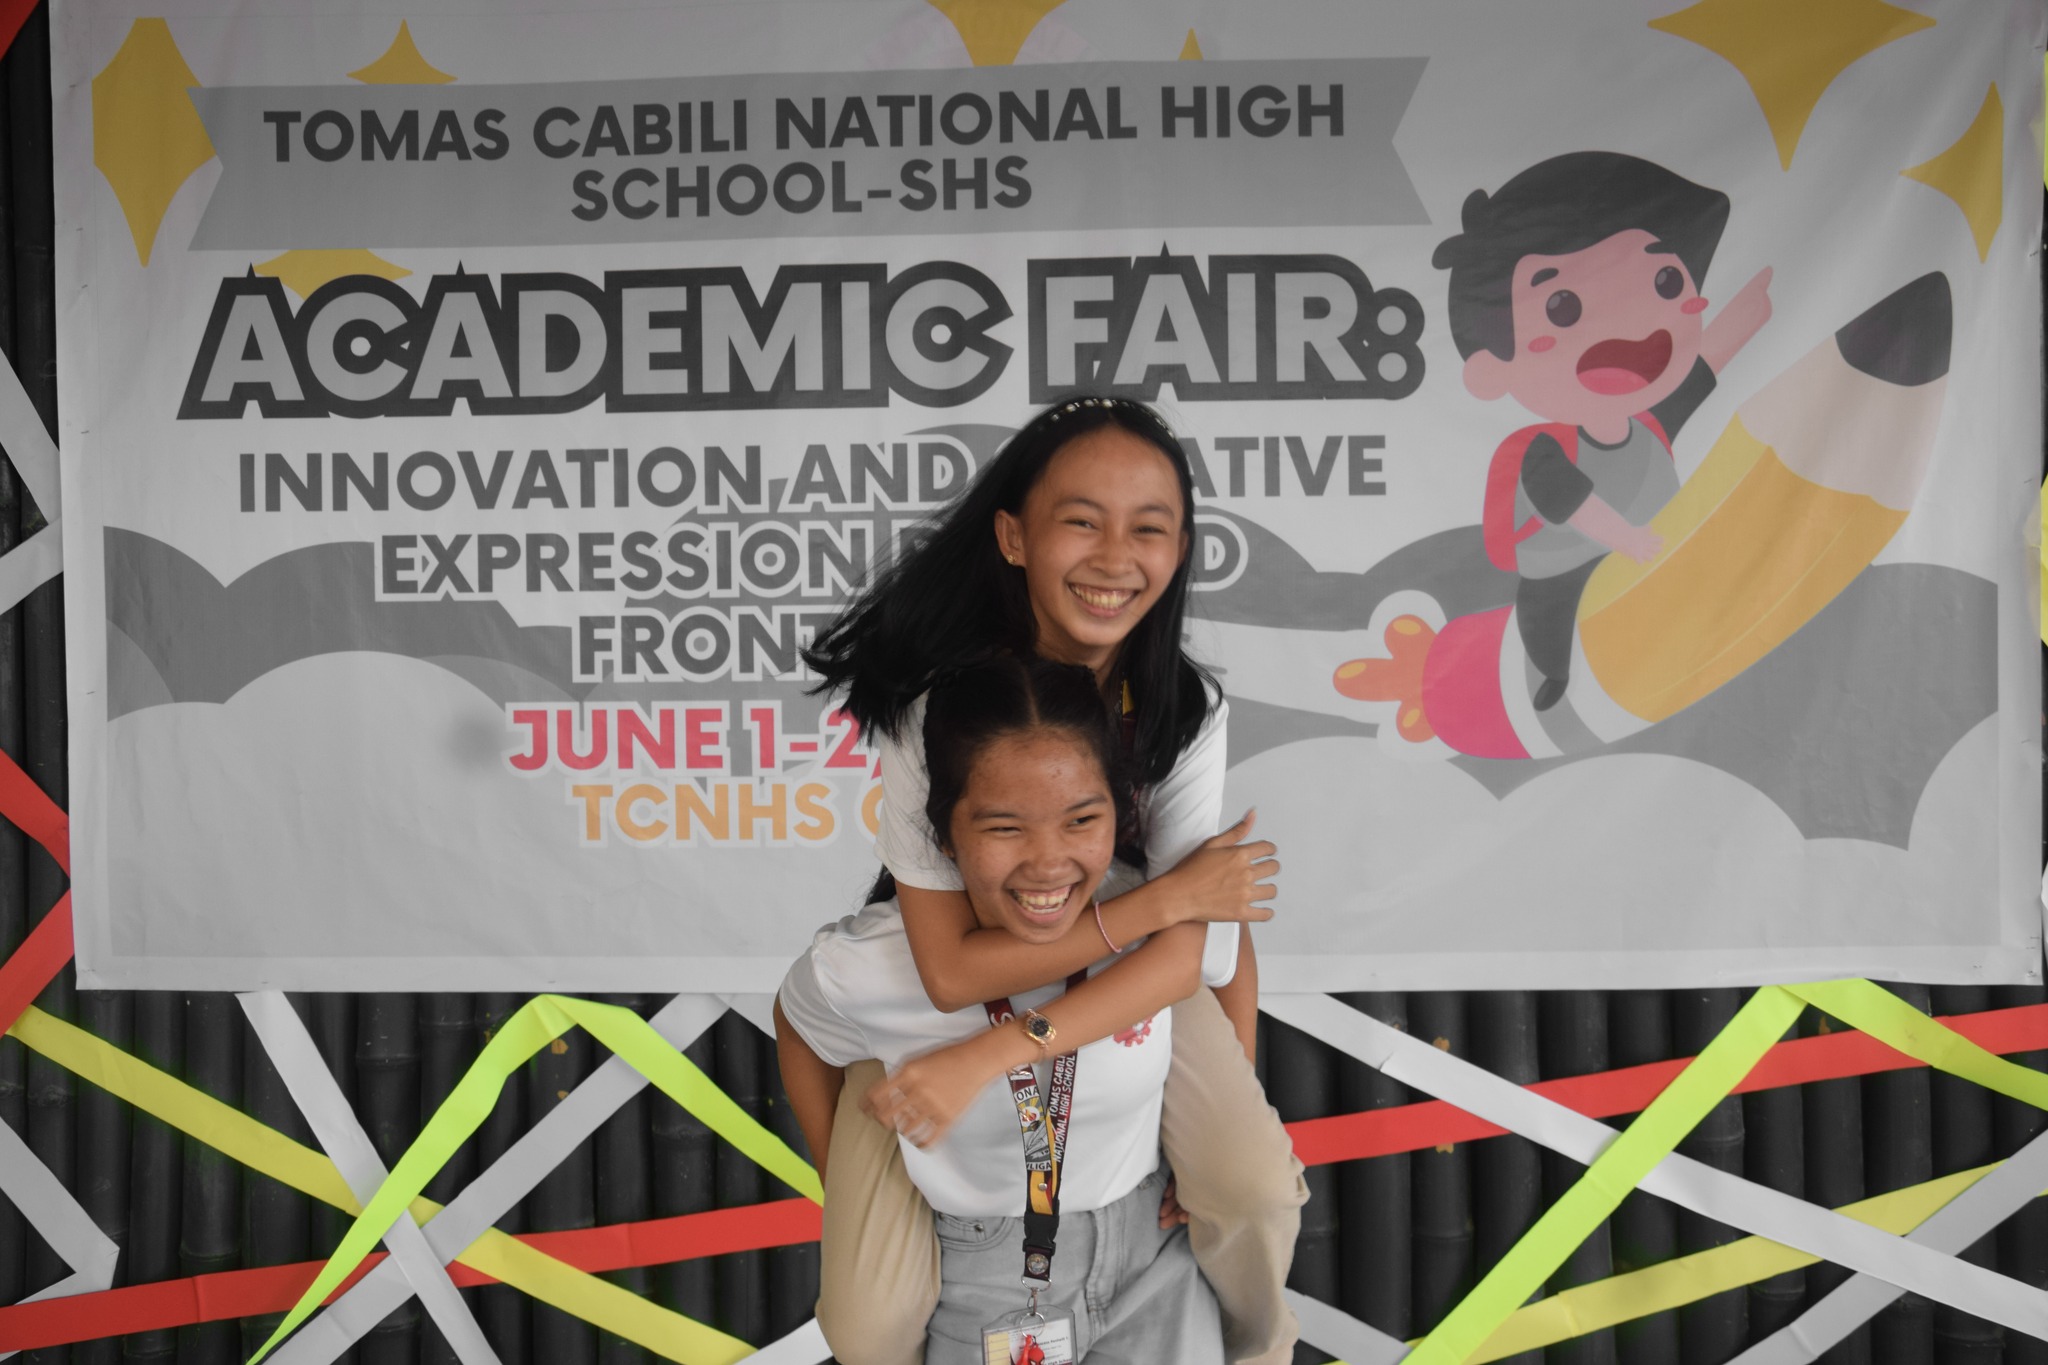 TOMAS CABILI NATIONAL HIGH
SCHOOL-SHS
ACADEMIC FAIR:
INNOVATION AND
EXPRESSION
JUNE 1-2,
TCNHS
TOMAS CABILI
NATIONAL HIGH SCHOOL